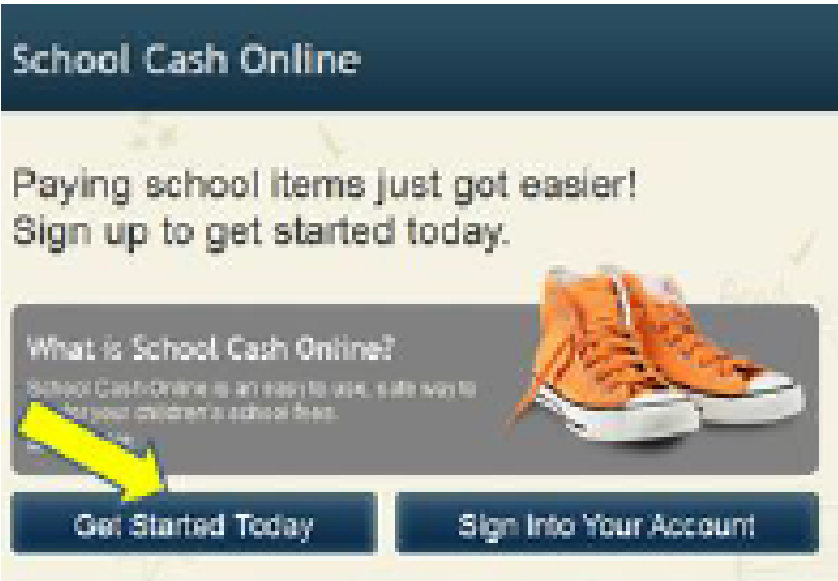 School Cash Online
Paying school items just got easier!
Sign up to get started today.
What is School Cash Online?
School Cash Online is an easy to use, safe way to
for your children's school fees.
Get Started Today
Sign Into Your Account